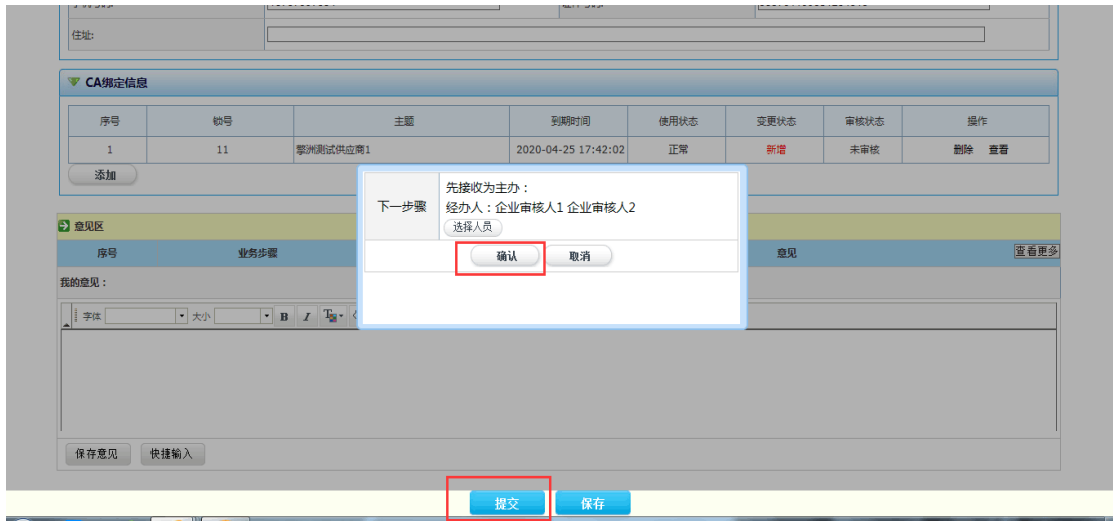 住址:
CA绑定信息
序号 锁号 主题 到期时间 使用状态 变更状态 审核状态 操作
1 11 擎洲测试供应商1 2020-04-25 17:42:02 正常 新增 未审核 删除 查看
添加
下一步骤
先接收为主办：
经办人：企业审核人1 企业审核人2
选择人员
确认 取消
意见区
序号 业务步骤 意见 查看更多
我的意见：
字体 大小 B I
保存意见 快捷输入
提交 保存